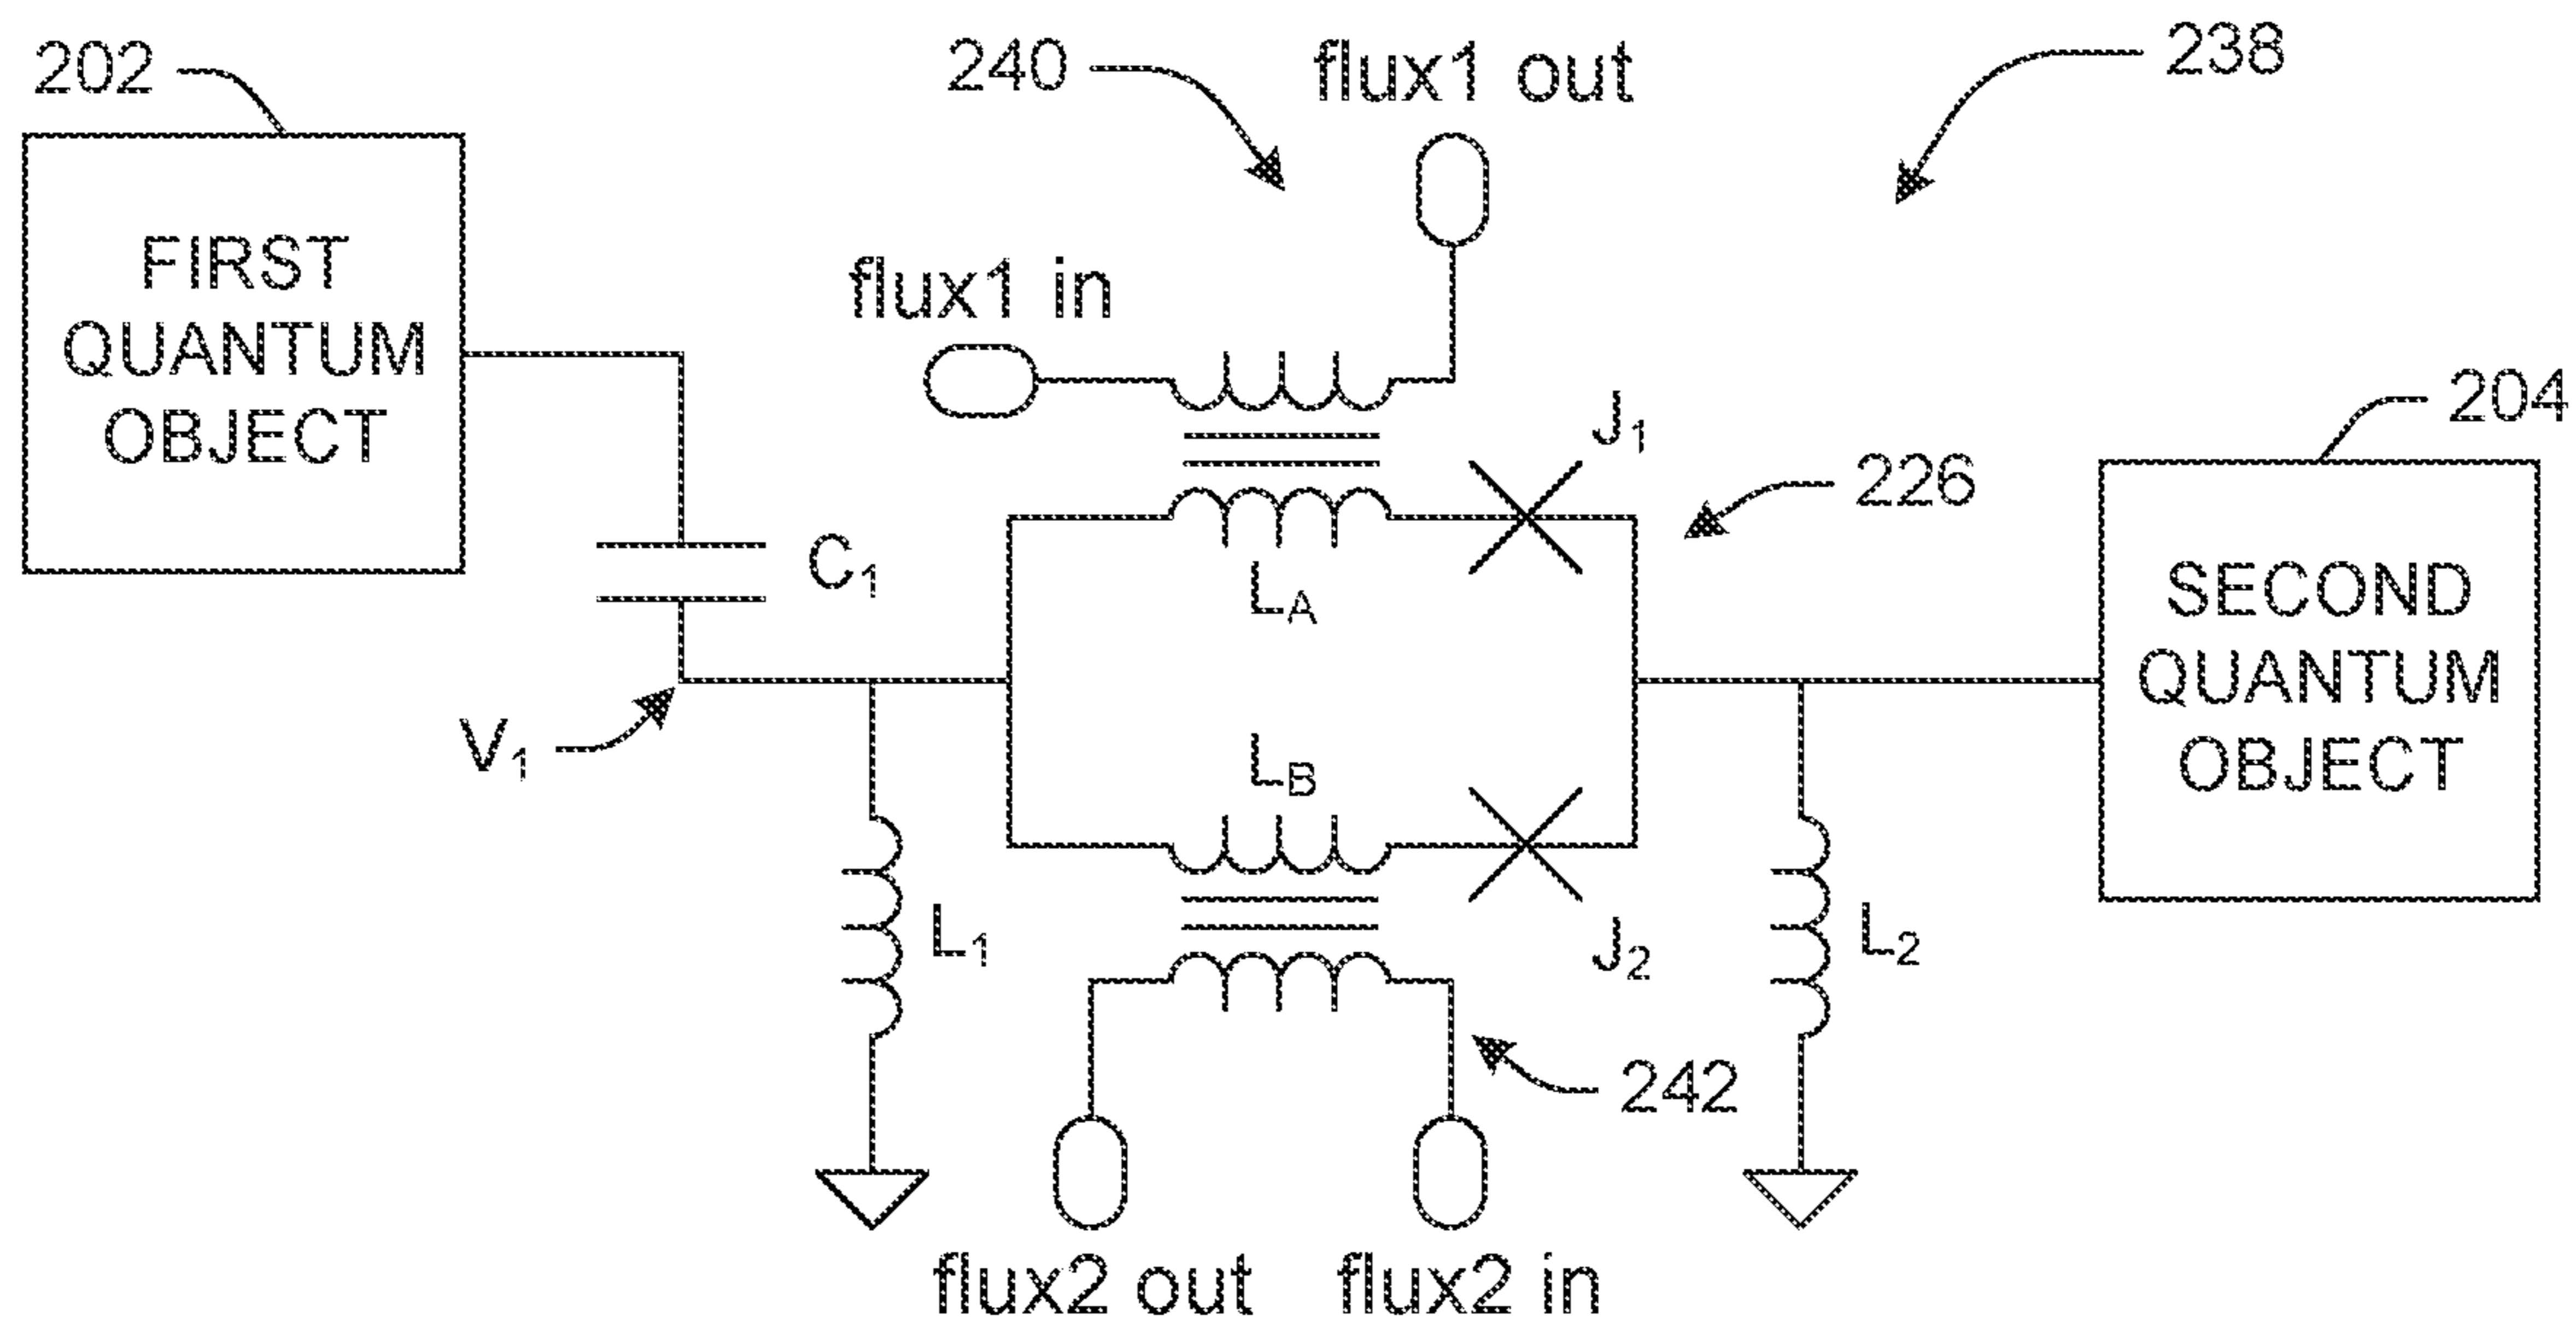 202
240
flux1 out
238
FIRST
QUANTUM
OBJECT
flux1 in
J1
204
226
C1
LA
SECOND
QUANTUM
OBJECT
V1
LB
L1
J2
L2
242
flux2 out
flux2 in